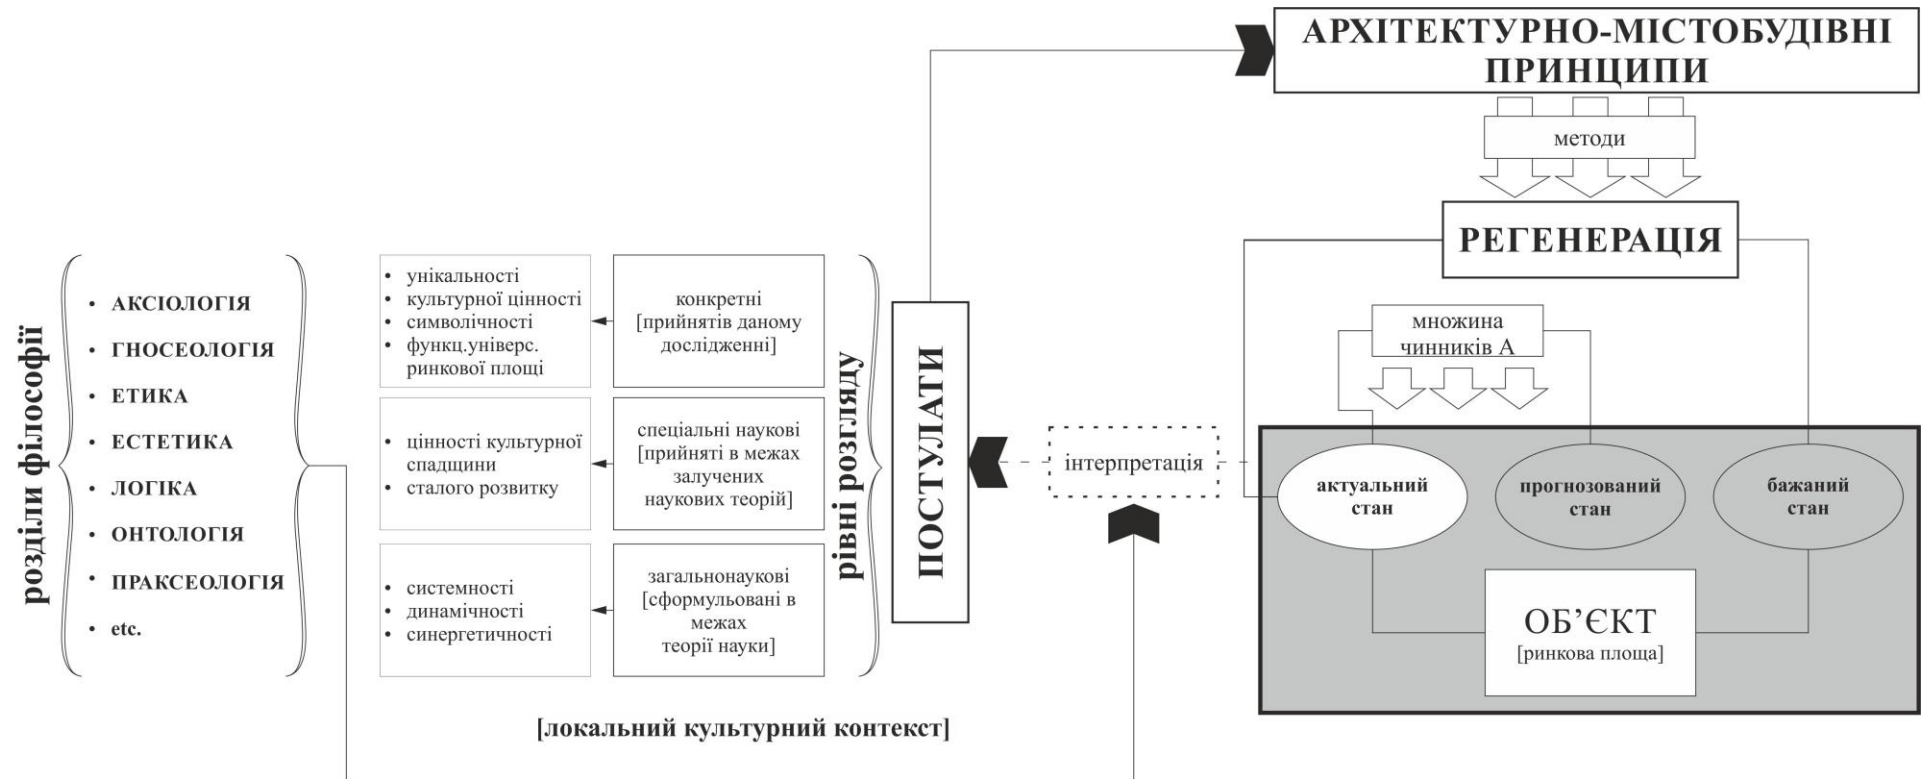 розділи філософії
• АКСІОЛОГІЯ
• ГНОСЕОЛОГІЯ
• ЕТИКА
• ЕСТЕТИКА
• ЛОГІКА
• ОНТОЛОГІЯ
• ПРАКСЕОЛОГІЯ
• etc.
• унікальності
• культурної цінності
• символічності
• функц.універс.
ринкової площі
конкретні
[прийнятів даному
дослідженні]
• цінності культурної
спадщини
• сталого розвитку
спеціальні наукові
[прийняті в межах
залучених
наукових теорій]
• системності
• динамічності
• синергетичності
загальнонаукові
[сформульовані в
межах
теорії науки]
рівні розгляду
ПОСТУЛАТИ
[локальний культурний контекст]
інтерпретація
АРХІТЕКТУРНО-МІСТОБУДІВНІ
ПРИНЦИПИ
методи
РЕГЕНЕРАЦІЯ
множина
чинників А
актуальний
стан
прогнозований
стан
бажаний
стан
ОБ’ЄКТ
[ринкова площа]